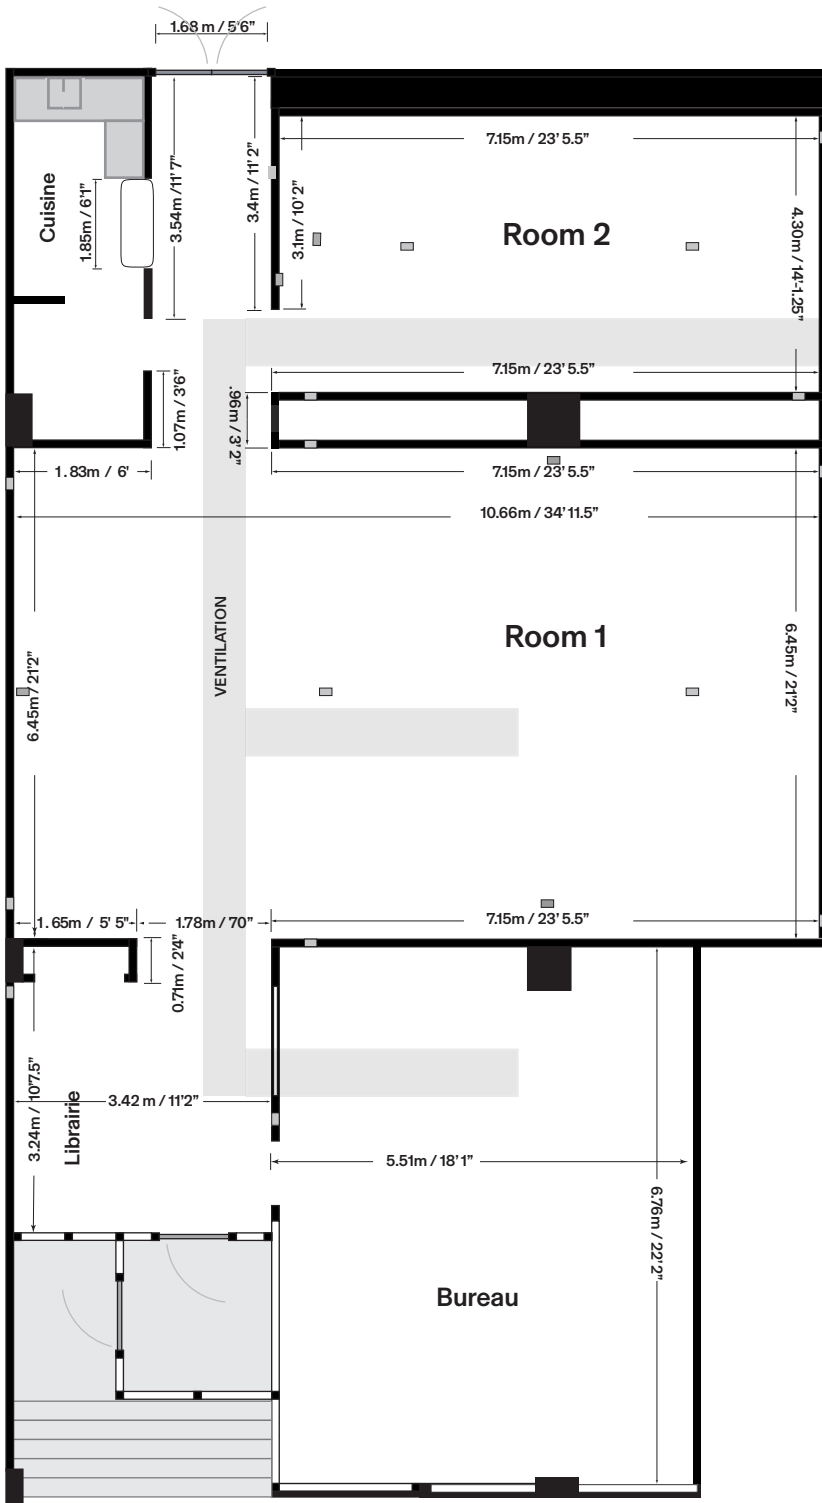 1.68 m / 5'6"
7.15m / 23' 5.5"
Cuisine
1.85m / 6'1"
3.54m /11' 7"
3.4m / 11' 2"
3.1m / 10' 2"
Room 2
4.30m / 14'-1.25"
7.15m / 23' 5.5"
1.07m / 3'6"
.96m / 3' 2"
1.83m / 6'
7.15m / 23' 5.5"
10.66m / 34' 11.5"
VENTILATION
Room 1
6.45m / 21'2"
6.45m / 21'2"
1.65m / 5' 5"
1.78m / 70"
7.15m / 23' 5.5"
0.71m / 2'4"
3.24m / 10'7.5"
Librairie
3.42 m / 11'2"
5.51m / 18' 1"
6.76m / 22' 2"
Bureau